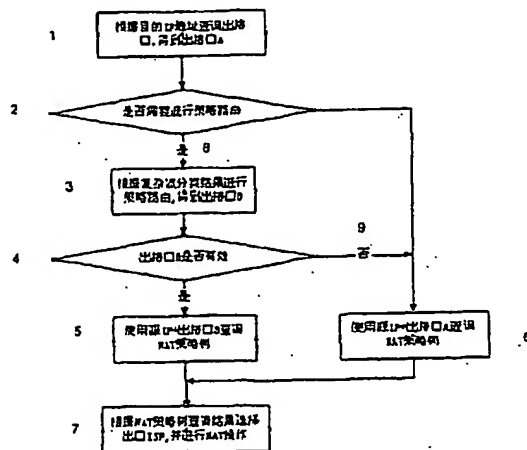 1
根据目的IP地址查询出接
口,得到出接口A
2
是否需要进行策略路由
是 8
3
根据复杂流分类结果进行
策略路由,得到出接口B
9
4
出接口B是否有效
否
是
5
使用源IP+出接口B查询
NAT策略树
使用源IP+出接口A查询
NAT策略树
6
7
根据NAT策略树查询结果选择
出口ISP,并进行NAT操作